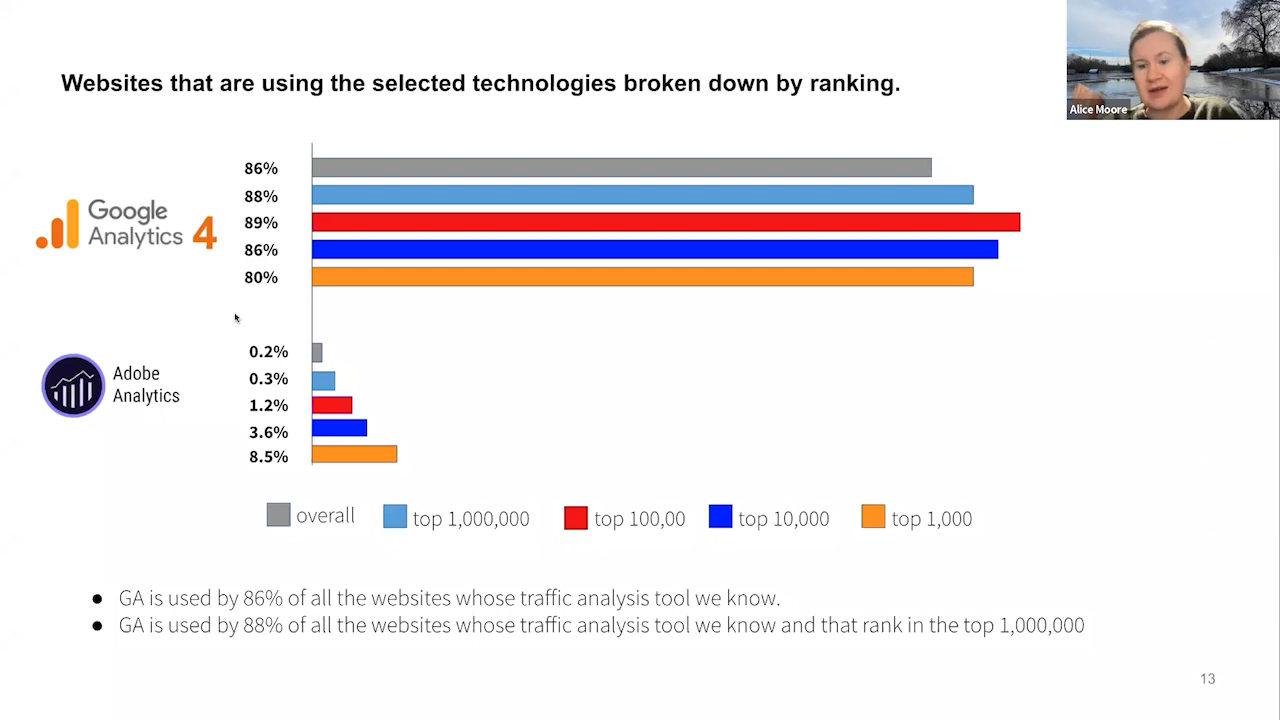 Alice Moore
Websites that are using the selected technologies broken down by ranking.
Google
Analytics 4
86%
88%
89%
86%
80%
Adobe
Analytics
0.2%
0.3%
1.2%
3.6%
8.5%
overall top 1,000,000 top 100,00 top 10,000 top 1,000
● GA is used by 86% of all the websites whose traffic analysis tool we know.
● GA is used by 88% of all the websites whose traffic analysis tool we know and that rank in the top 1,000,000
13